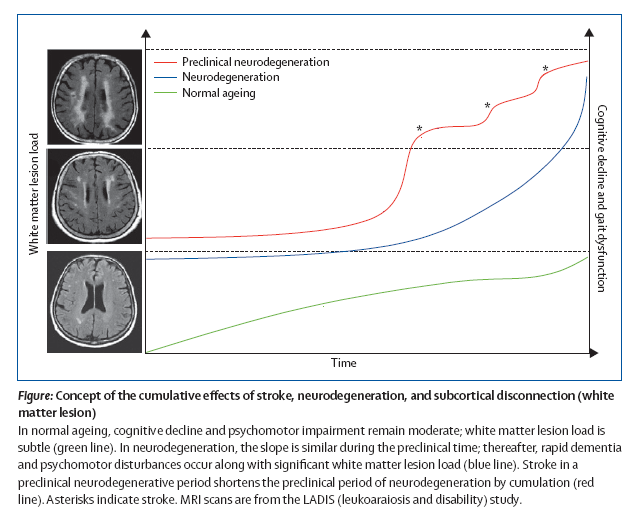 Preclinical neurodegeneration
Neurodegeneration
Normal ageing
*
*
*
White matter lesion load
Cognitive decline and gait dysfunction
Time
Figure: Concept of the cumulative effects of stroke, neurodegeneration, and subcortical disconnection (white
matter lesion)
In normal ageing, cognitive decline and psychomotor impairment remain moderate; white matter lesion load is
subtle (green line). In neurodegeneration, the slope is similar during the preclinical time; thereafter, rapid dementia
and psychomotor disturbances occur along with significant white matter lesion load (blue line). Stroke in a
preclinical neurodegenerative period shortens the preclinical period of neurodegeneration by cumulation (red
line). Asterisks indicate stroke. MRI scans are from the LADIS (leukoaraiosis and disability) study.